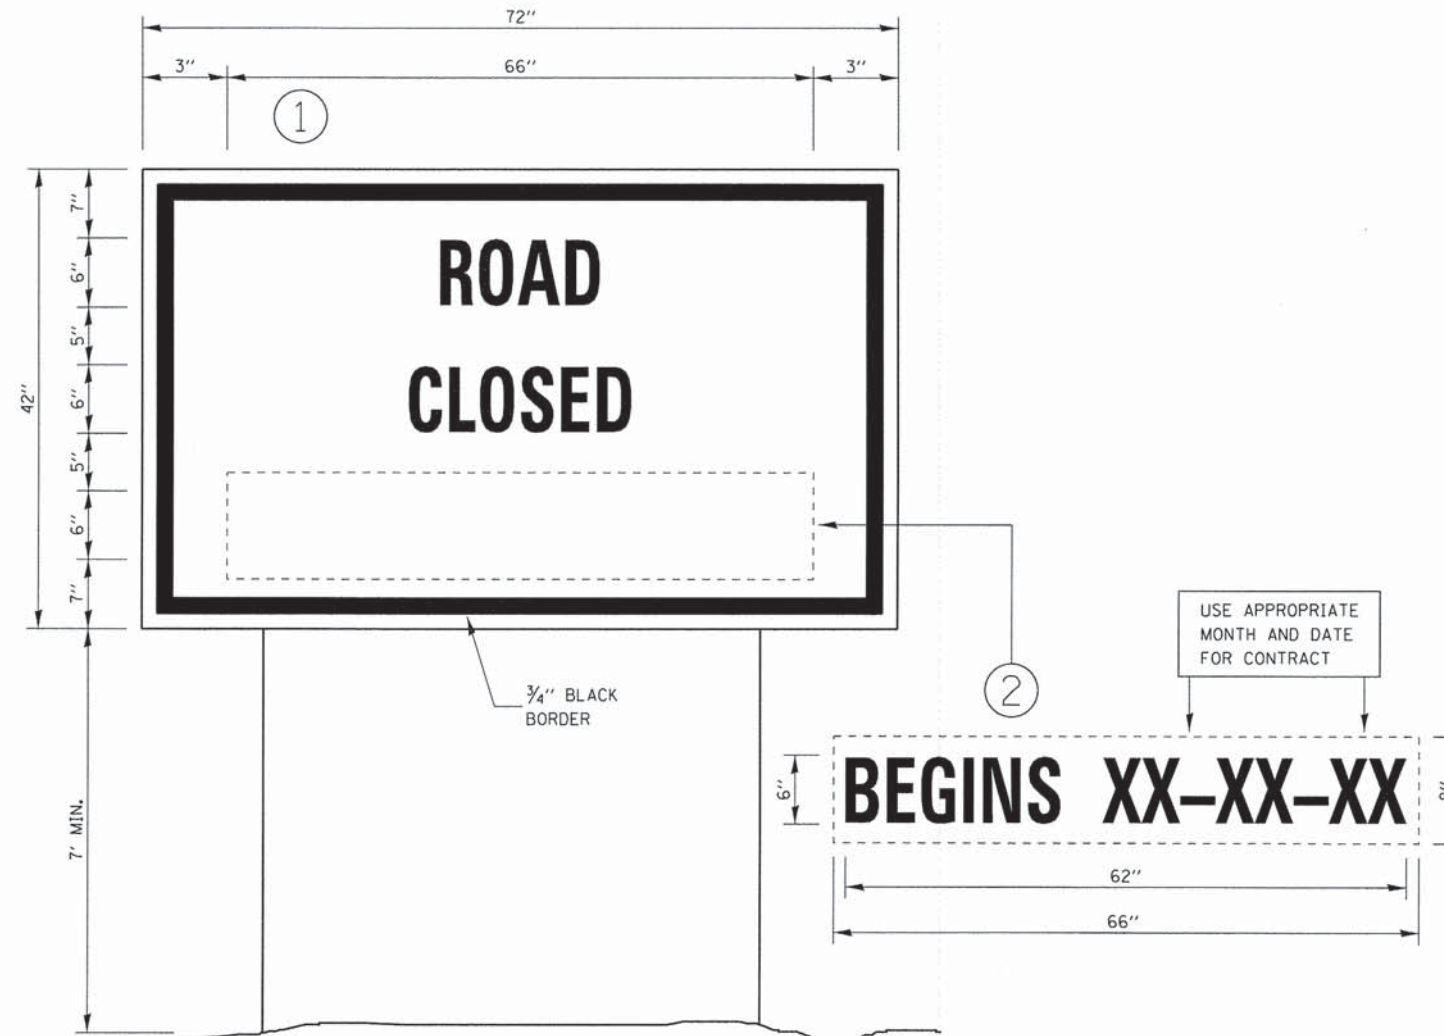 72''
3'' 66'' 3''
1
7''
6''
5''
6''
5''
6''
7''
42''
ROAD
CLOSED
3/4'' BLACK
BORDER
7' MIN.
2
USE APPROPRIATE
MONTH AND DATE
FOR CONTRACT
6''
BEGINS XX-XX-XX
62''
66''